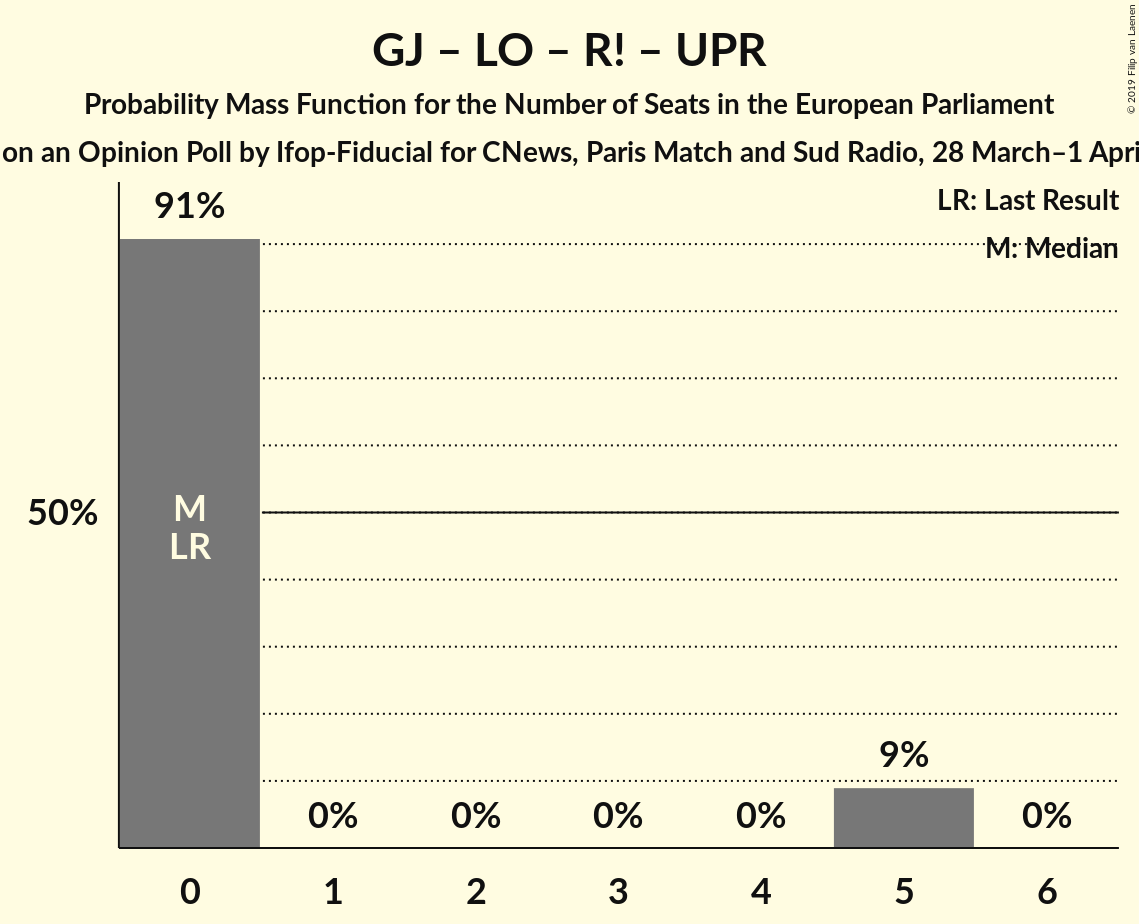 GJ – LO – R! – UPR
Probability Mass Function for the Number of Seats in the European Parliament
on an Opinion Poll by Ifop-Fiducial for CNews, Paris Match and Sud Radio, 28 March–1 Apri
© 2019 Filip van Laenen
LR: Last Result
M: Median
91%
50%
M
LR
9%
0% 0% 0% 0% 0%
0 1 2 3 4 5 6